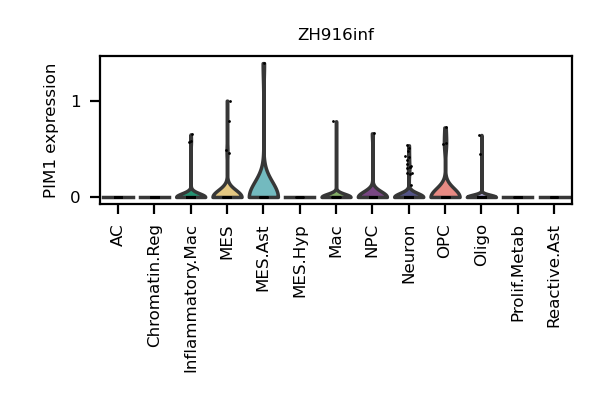 ZH916inf
PIM1 expression
1
0
AC
Chromatin.Reg
Inflammatory.Mac
MES
MES.Ast
MES.Hyp
Mac
NPC
Neuron
OPC
Oligo
Prolif.Metab
Reactive.Ast